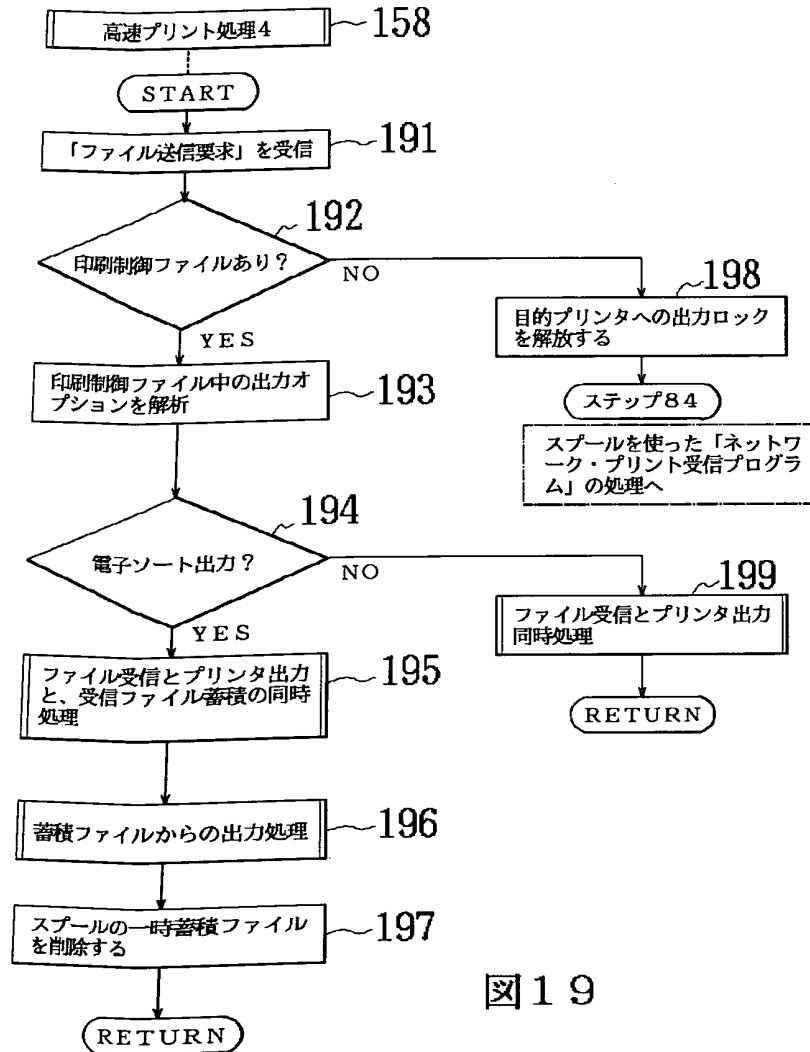 高速プリント処理4
158
START
「ファイル送信要求」を受信
191
192
印刷制御ファイルあり？
NO
YES
198
目的プリンタへの出力ロック
を解放する
ステップ84
スプールを使った「ネットワ
ーク・プリント受信プログラ
ム」の処理へ
印刷制御ファイル中の出力オ
プションを解析
193
194
電子ソート出力？
NO
YES
199
ファイル受信とプリンタ出力
同時処理
RETURN
ファイル受信とプリンタ出力
と、受信ファイル蓄積の同時
処理
195
蓄積ファイルからの出力処理
196
スプールの一時蓄積ファイル
を削除する
197
RETURN
図19